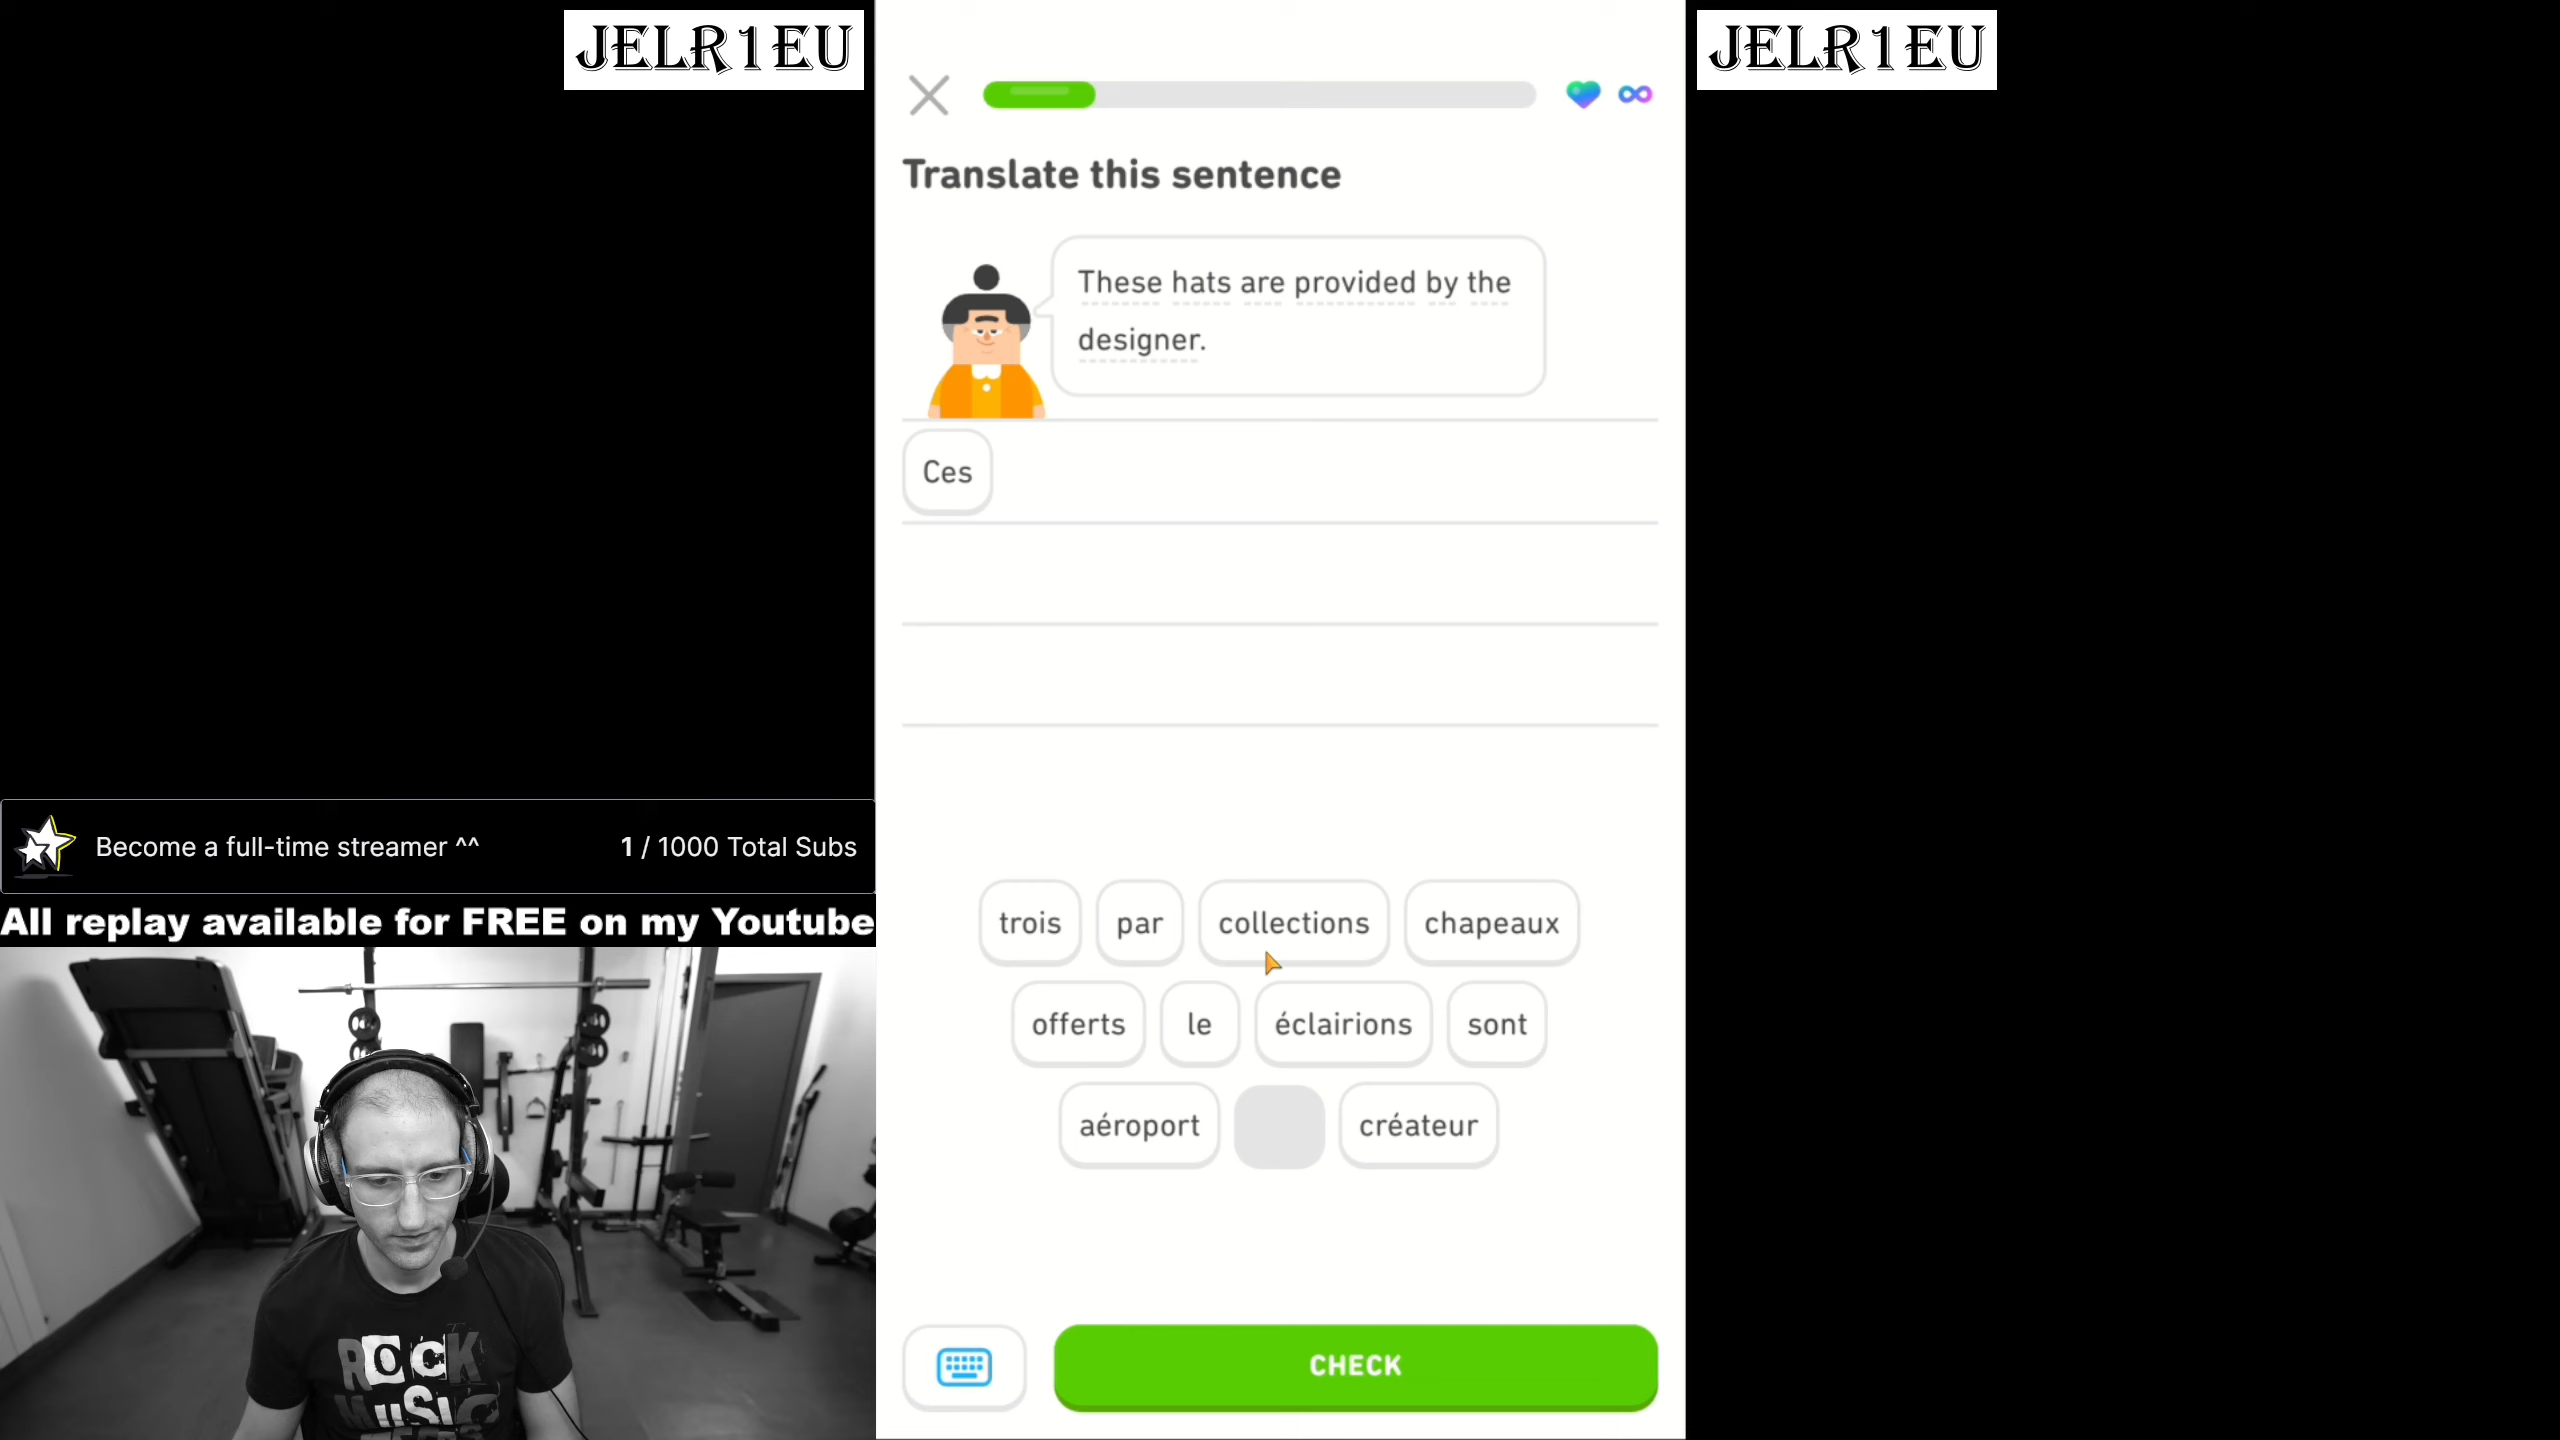 JELR1EU
JELR1EU
Translate this sentence
These hats are provided by the
designer.
Ces
trois par collections chapeaux
offerts le éclairions sont
aéroport créateur
CHECK
Become a full-time streamer ^^ 1 / 1000 Total Subs
All replay available for FREE on my Youtube
ROCK
MUSIC